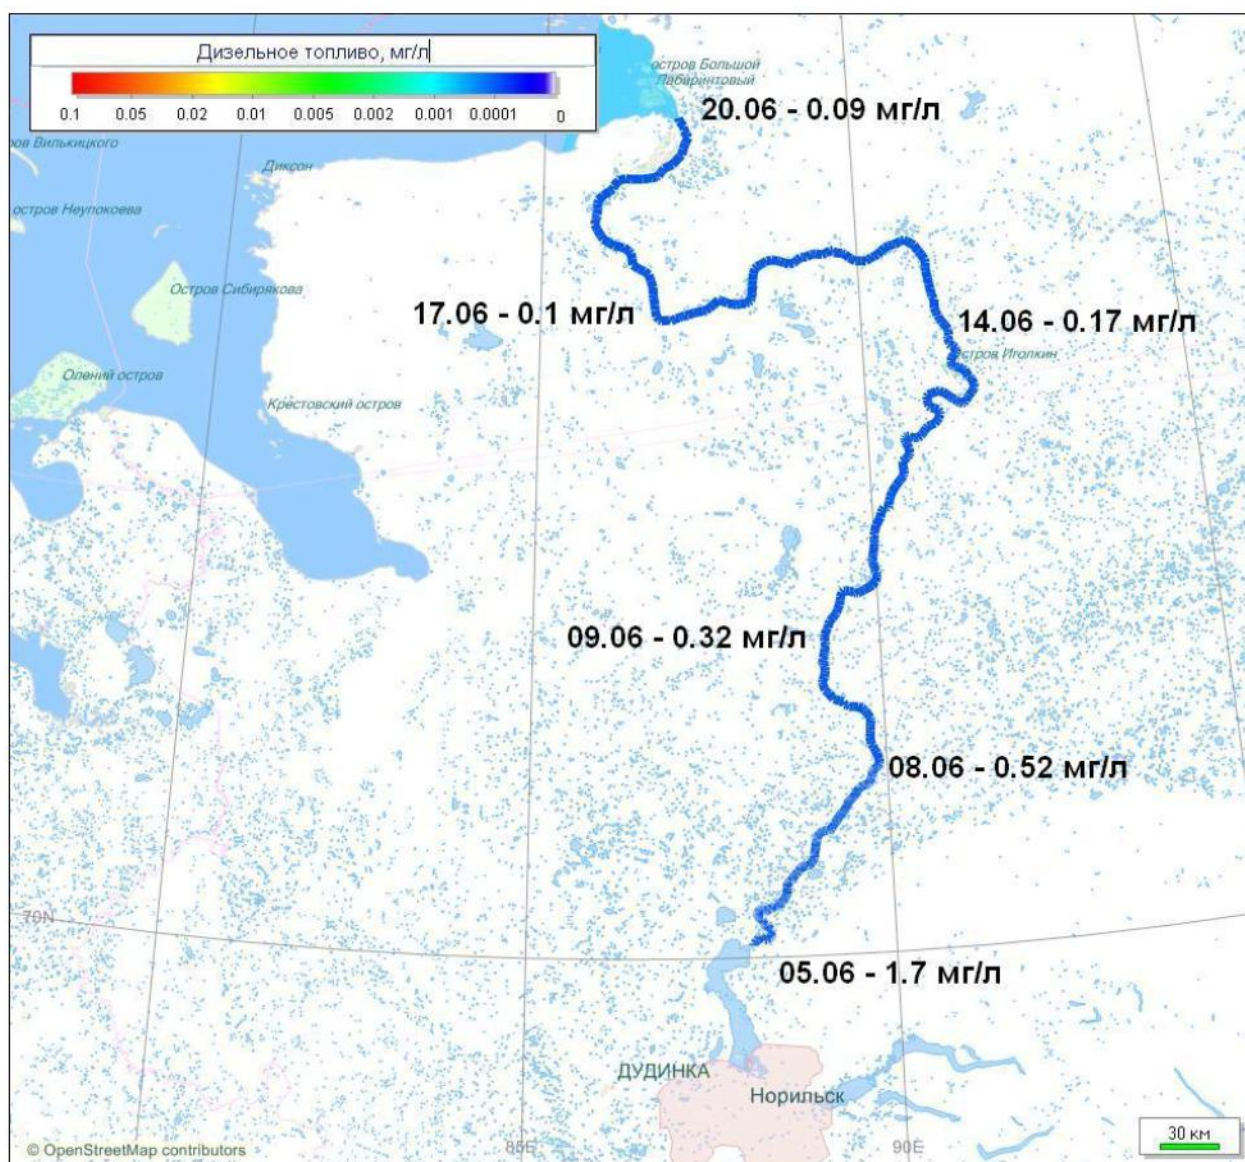 Дизельное топливо, мг/л
0.1 0.05 0.02 0.01 0.005 0.002 0.001 0.0001 0
остров Большой
Лабиринтовый
20.06 - 0.09 мг/л
ров Вилькицкого
Диксон
остров Неупокоева
Остров Сибирякова
17.06 - 0.1 мг/л
14.06 - 0.17 мг/л
стров Иголкин
Олений остров
Крестовский остров
09.06 - 0.32 мг/л
08.06 - 0.52 мг/л
70N
05.06 - 1.7 мг/л
ДУДИНКА
Норильск
30 км
© OpenStreetMap contributors
85E
90E